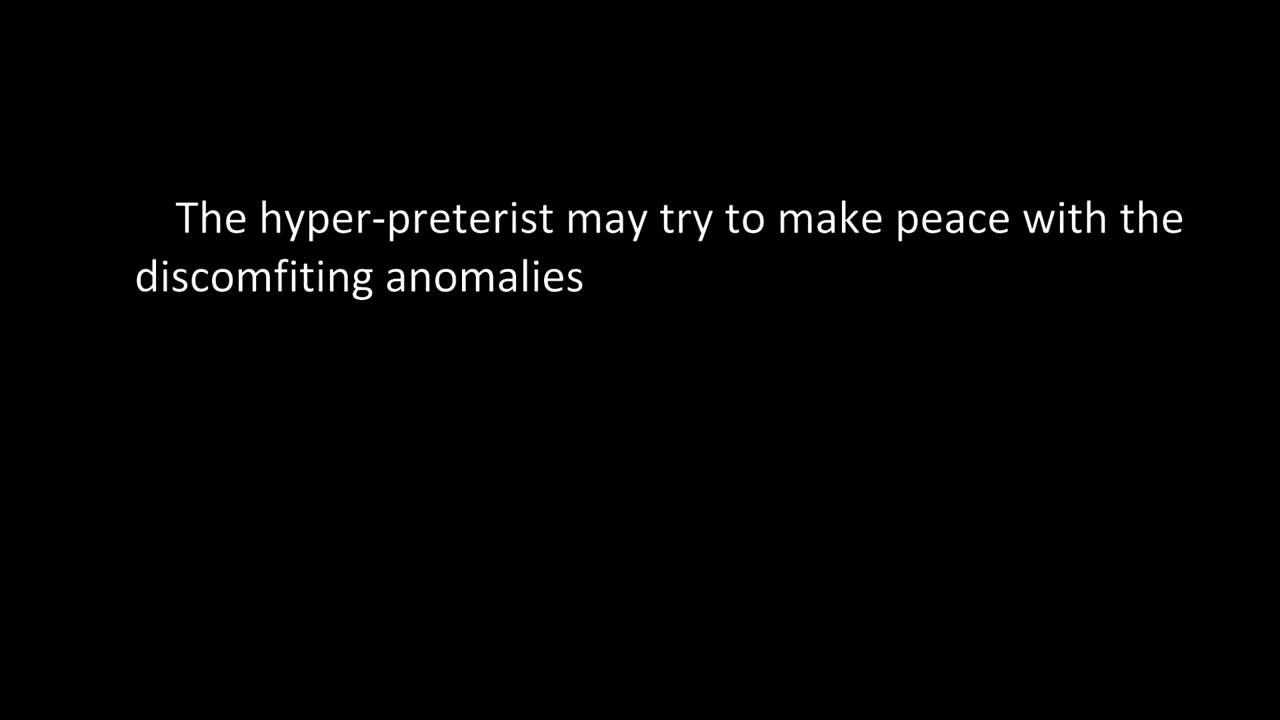 The hyper-preterist may try to make peace with the
discomfiting anomalies